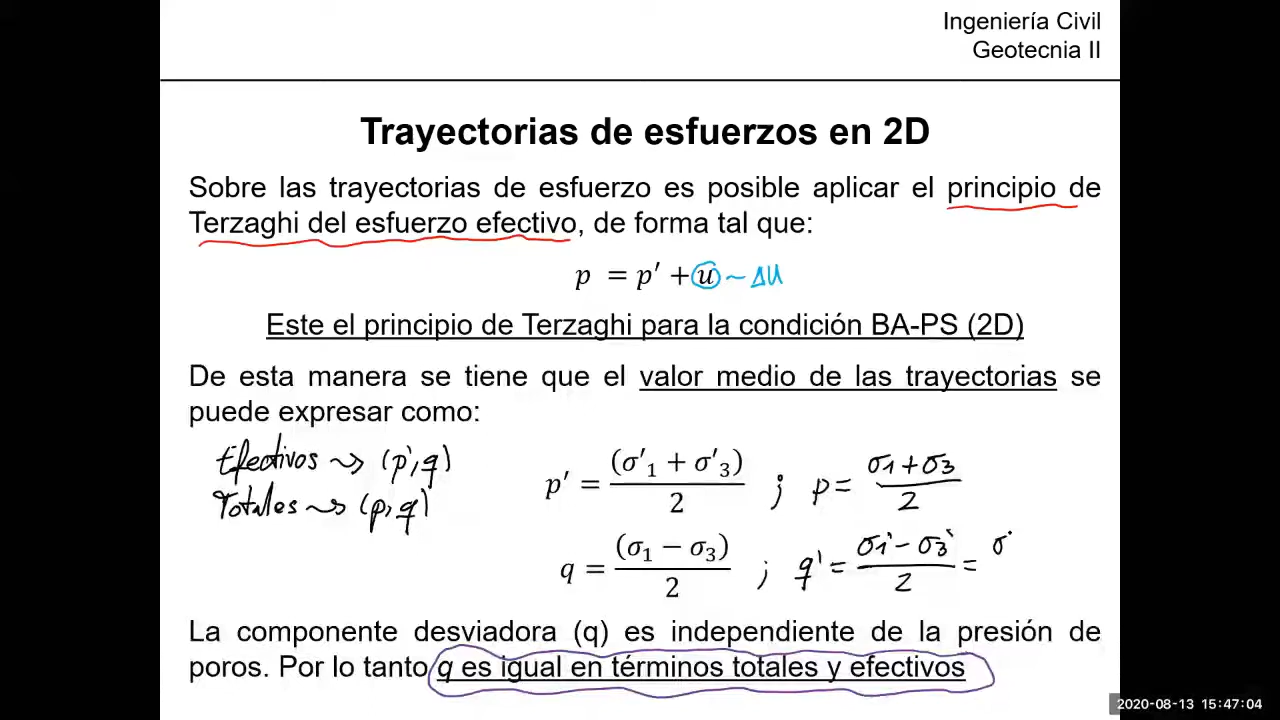 Ingeniería Civil
Geotecnia II
Trayectorias de esfuerzos en 2D
Sobre las trayectorias de esfuerzo es posible aplicar el principio de
Terzaghi del esfuerzo efectivo, de forma tal que:
p = p′ + u ~ ΔU
Este el principio de Terzaghi para la condición BA-PS (2D)
De esta manera se tiene que el valor medio de las trayectorias se
puede expresar como:
Efectivos ⤳ (p', q)
Totales ⤳ (p, q)
p′ = (σ′₁ + σ′₃) / 2 ; p = σ1 + σ3 / 2
q = (σ₁ − σ₃) / 2 ; q' = σ1' − σ3' / 2 = σ
La componente desviadora (q) es independiente de la presión de
poros. Por lo tanto q es igual en términos totales y efectivos
2020-08-13 15:47:04